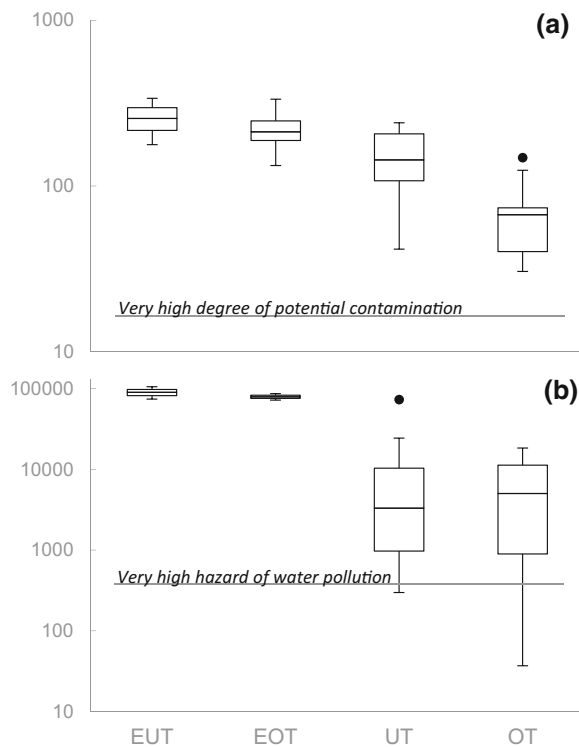 1000
(a)
100
Very high degree of potential contamination
10
100000
(b)
10000
1000
Very high hazard of water pollution
100
10
EUT EOT UT OT